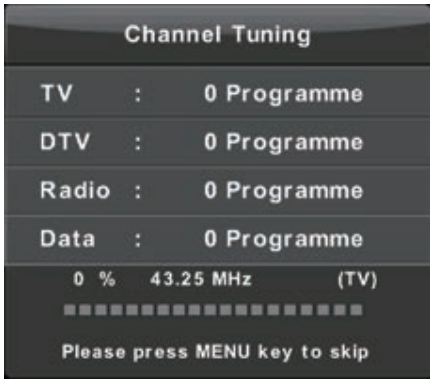 Channel Tuning
TV : 0 Programme
DTV : 0 Programme
Radio : 0 Programme
Data : 0 Programme
0 % 43.25 MHz (TV)
Please press MENU key to skip